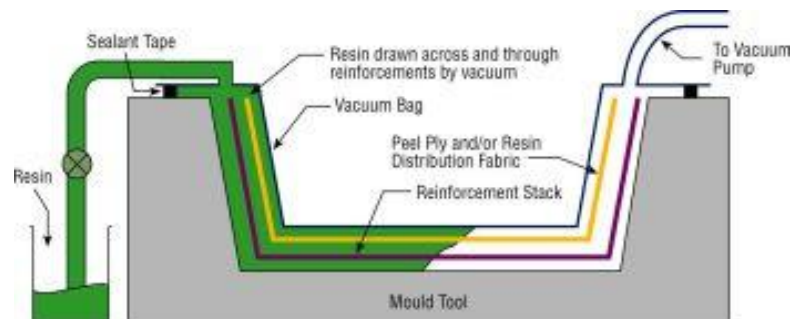 Sealant Tape
Resin drawn across and through
reinforcements by vacuum
To Vacuum
Pump
Vacuum Bag
Peel Ply and/or Resin
Distribution Fabric
Resin
Reinforcement Stack
Mould Tool